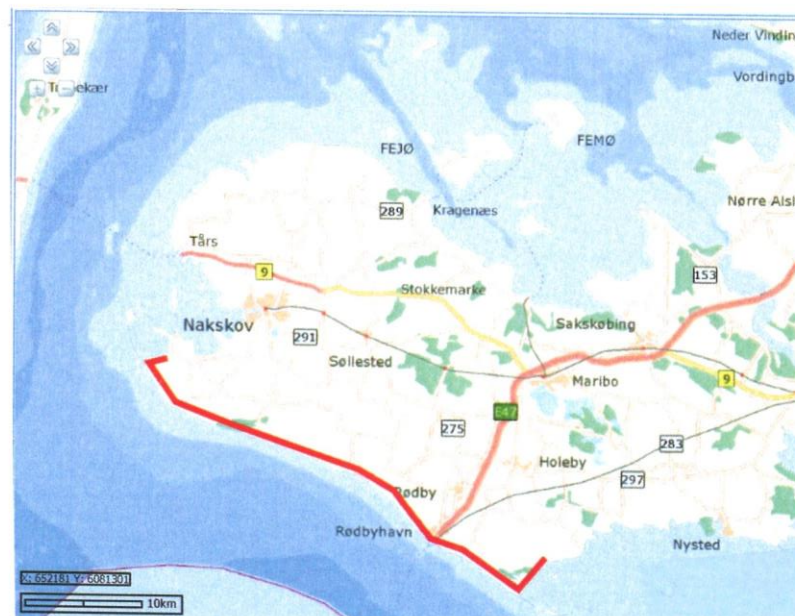 Neder Vindin
Vordingb
FEMØ
FEJØ
289
Kragenæs
Nørre Alsl
Tårs
9
153
Stokkemarke
Nakskov
Sakskøbing
291
Søllested
Maribo
9
E47
275
283
Holeby
297
Rødby
Rødbyhavn
Nysted
X: 652181 Y: 6081301
10km